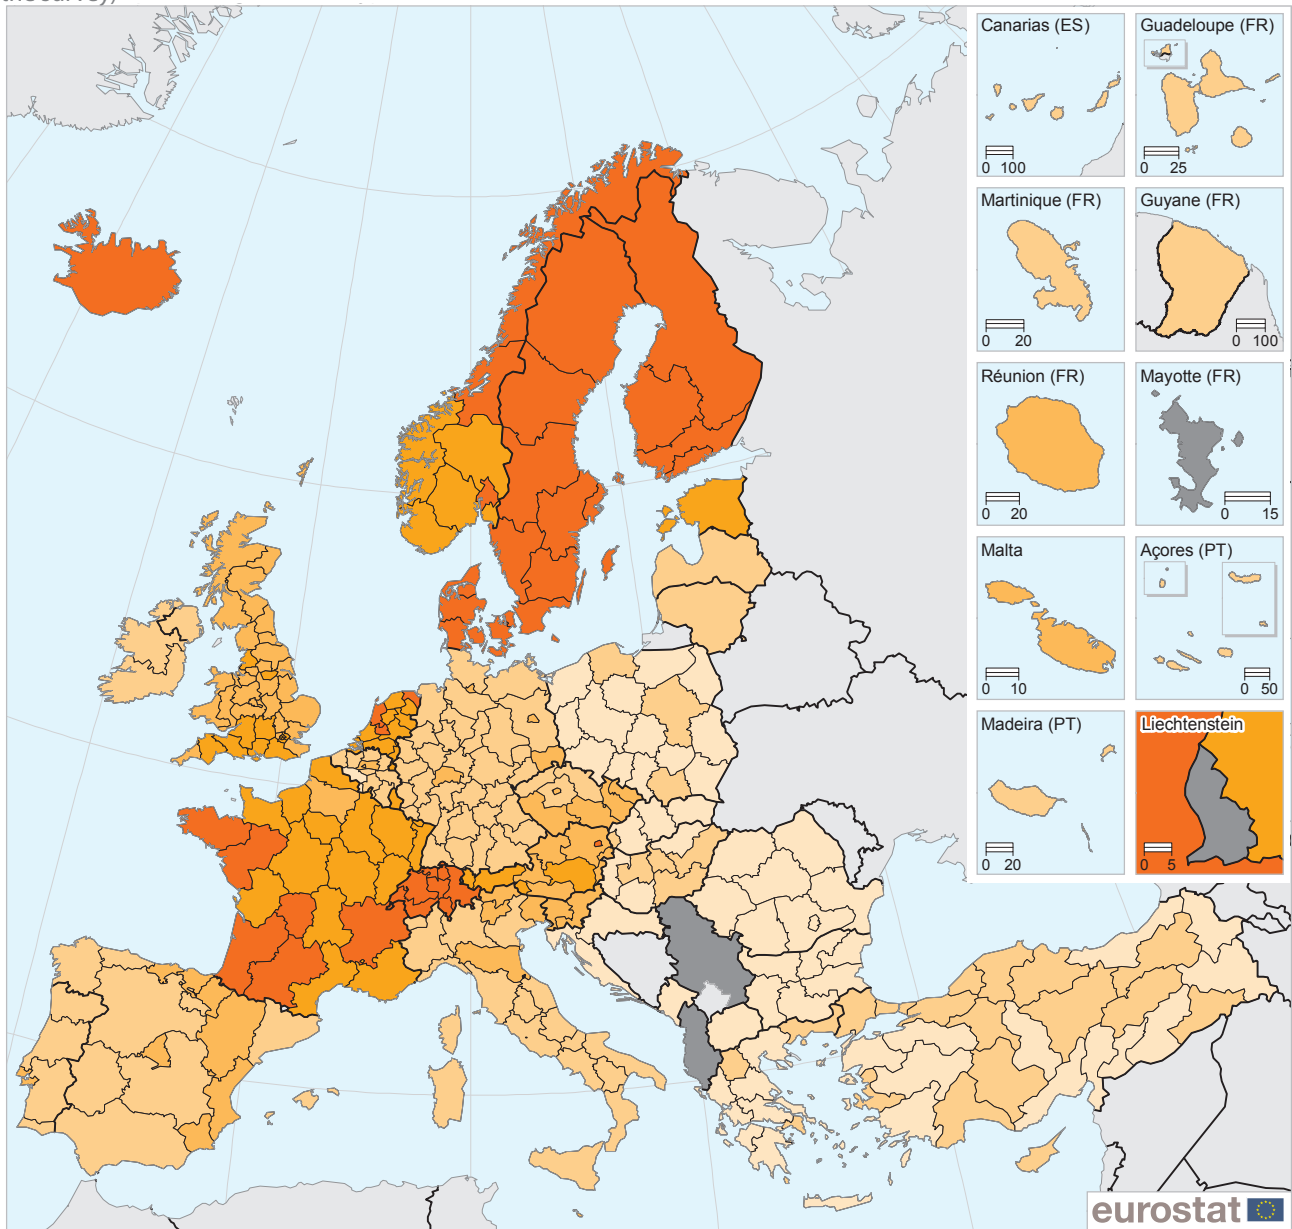 Canarias (ES)
0 100
Guadeloupe (FR)
0 25
Martinique (FR)
0 20
Guyane (FR)
0 100
Réunion (FR)
0 20
Mayotte (FR)
0 15
Malta
0 10
Açores (PT)
0 50
Madeira (PT)
0 20
Liechtenstein
0 5
eurostat